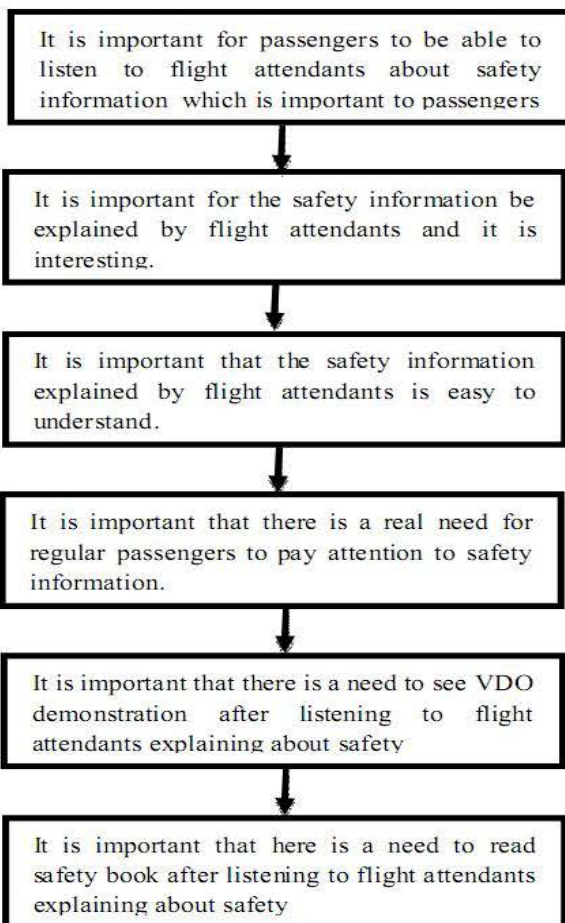 It is important for passengers to be able to
listen to flight attendants about safety
information which is important to passengers
It is important for the safety information be
explained by flight attendants and it is
interesting.
It is important that the safety information
explained by flight attendants is easy to
understand.
It is important that there is a real need for
regular passengers to pay attention to safety
information.
It is important that there is a need to see VDO
demonstration after listening to flight
attendants explaining about safety
It is important that here is a need to read
safety book after listening to flight attendants
explaining about safety